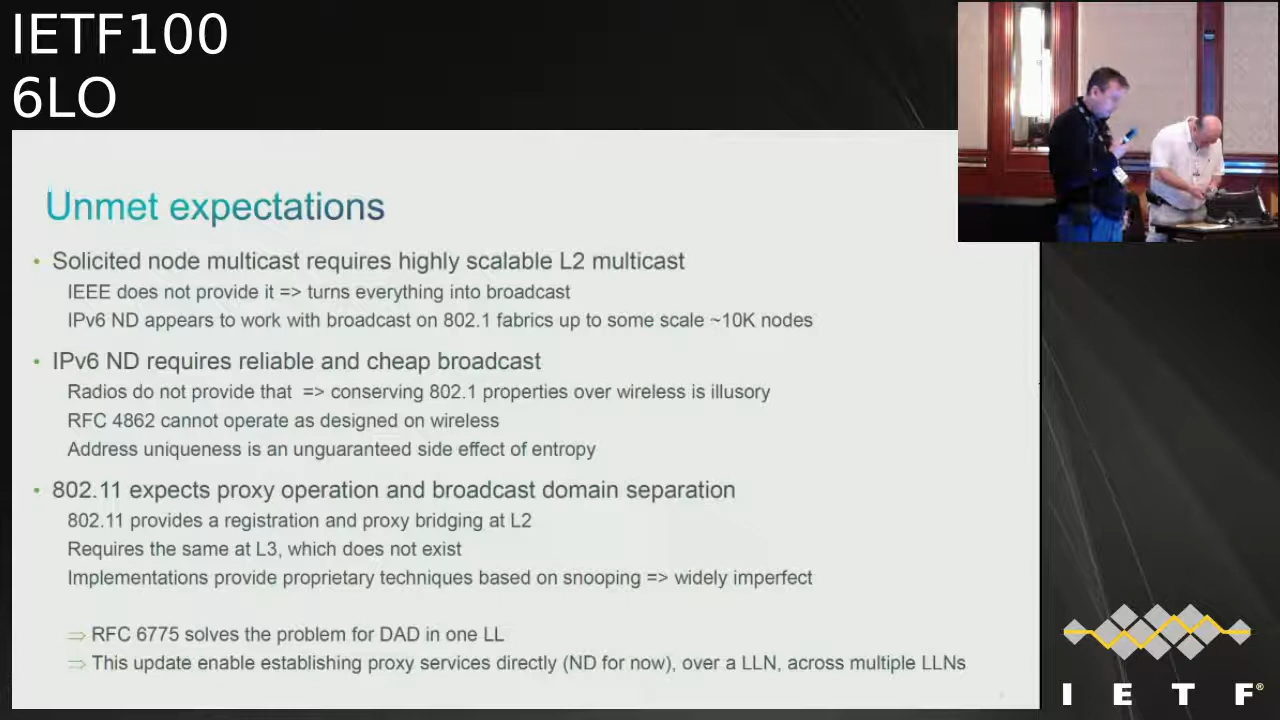 IETF100
6LO
Unmet expectations
• Solicited node multicast requires highly scalable L2 multicast
IEEE does not provide it => turns everything into broadcast
IPv6 ND appears to work with broadcast on 802.1 fabrics up to some scale ~10K nodes
• IPv6 ND requires reliable and cheap broadcast
Radios do not provide that => conserving 802.1 properties over wireless is illusory
RFC 4862 cannot operate as designed on wireless
Address uniqueness is an unguaranteed side effect of entropy
• 802.11 expects proxy operation and broadcast domain separation
802.11 provides a registration and proxy bridging at L2
Requires the same at L3, which does not exist
Implementations provide proprietary techniques based on snooping => widely imperfect
⇒ RFC 6775 solves the problem for DAD in one LL
⇒ This update enable establishing proxy services directly (ND for now), over a LLN, across multiple LLNs
I E T F®